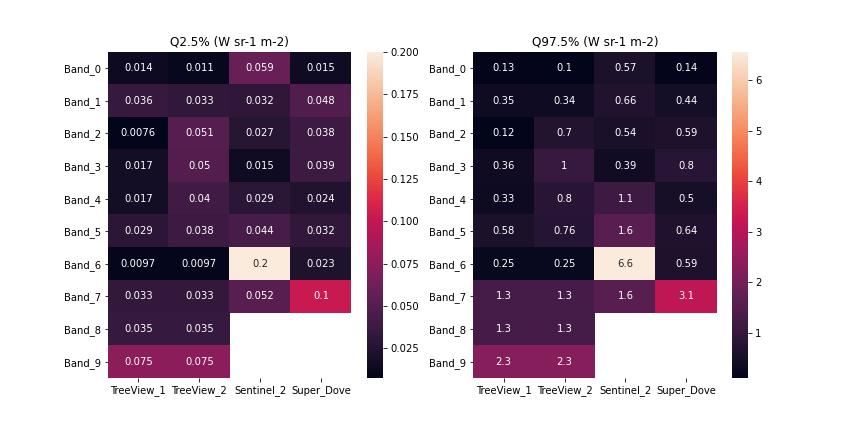 Q2.5% (W sr-1 m-2)
Band_0 0.014 0.011 0.059 0.015
Band_1 0.036 0.033 0.032 0.048
Band_2 0.0076 0.051 0.027 0.038
Band_3 0.017 0.05 0.015 0.039
Band_4 0.017 0.04 0.029 0.024
Band_5 0.029 0.038 0.044 0.032
Band_6 0.0097 0.0097 0.2 0.023
Band_7 0.033 0.033 0.052 0.1
Band_8 0.035 0.035
Band_9 0.075 0.075
TreeView_1 TreeView_2 Sentinel_2 Super_Dove
0.200
0.175
0.150
0.125
0.100
0.075
0.050
0.025
Q97.5% (W sr-1 m-2)
Band_0 0.13 0.1 0.57 0.14
Band_1 0.35 0.34 0.66 0.44
Band_2 0.12 0.7 0.54 0.59
Band_3 0.36 1 0.39 0.8
Band_4 0.33 0.8 1.1 0.5
Band_5 0.58 0.76 1.6 0.64
Band_6 0.25 0.25 6.6 0.59
Band_7 1.3 1.3 1.6 3.1
Band_8 1.3 1.3
Band_9 2.3 2.3
TreeView_1 TreeView_2 Sentinel_2 Super_Dove
6
5
4
3
2
1